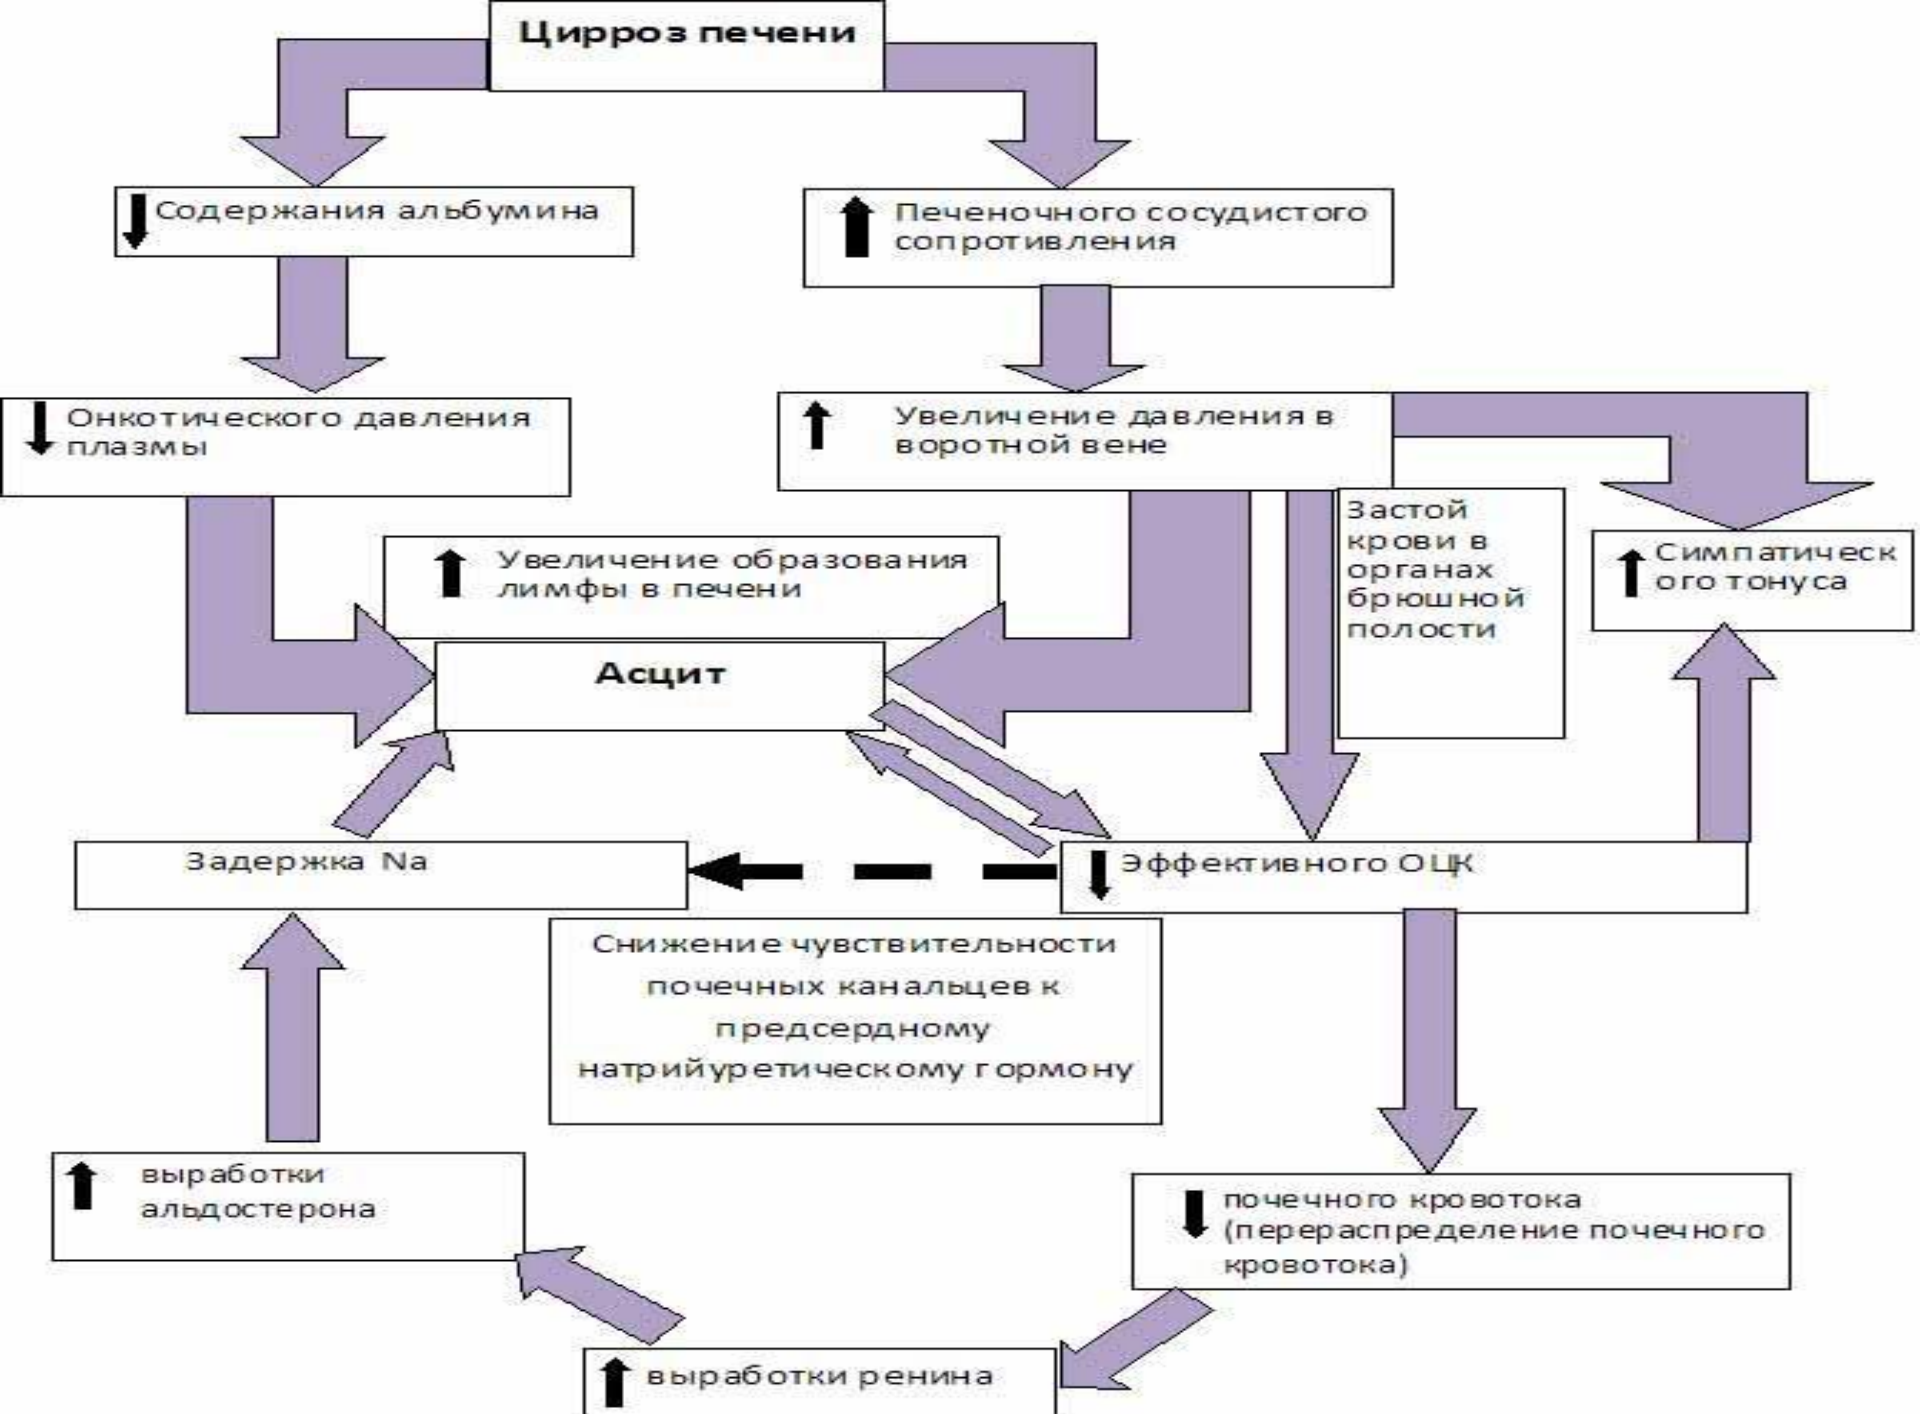 Цирроз печени
Содержания альбумина
Печеночного сосудистого
сопротивления
Онкотического давления
плазмы
Увеличение давления в
воротной вене
Застой
крови в
органах
брюшной
полости
Симпатическ
ого тонуса
Увеличение образования
лимфы в печени
Асцит
Задержка Na
Эффективного ОЦК
Снижение чувствительности
почечных канальцев к
предсердному
натрийуретическому гормону
выработки
альдостерона
почечного кровотока
(перераспределение почечного
кровотока)
выработки ренина